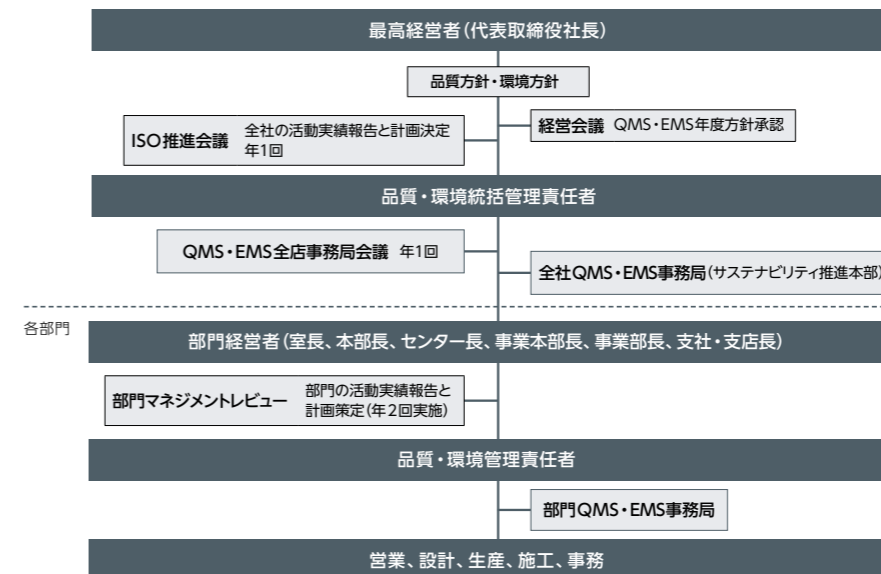 最高経営者(代表取締役社長)
品質方針・環境方針
ISO推進会議 全社の活動実績報告と計画決定
年1回
経営会議 QMS・EMS年度方針承認
品質・環境統括管理責任者
QMS・EMS全店事務局会議 年1回
全社QMS・EMS事務局(サステナビリティ推進本部)
各部門
部門経営者(室長、本部長、センター長、事業本部長、事業部長、支社・支店長)
部門マネジメントレビュー 部門の活動実績報告と
計画策定(年2回実施)
品質・環境管理責任者
部門QMS・EMS事務局
営業、設計、生産、施工、事務